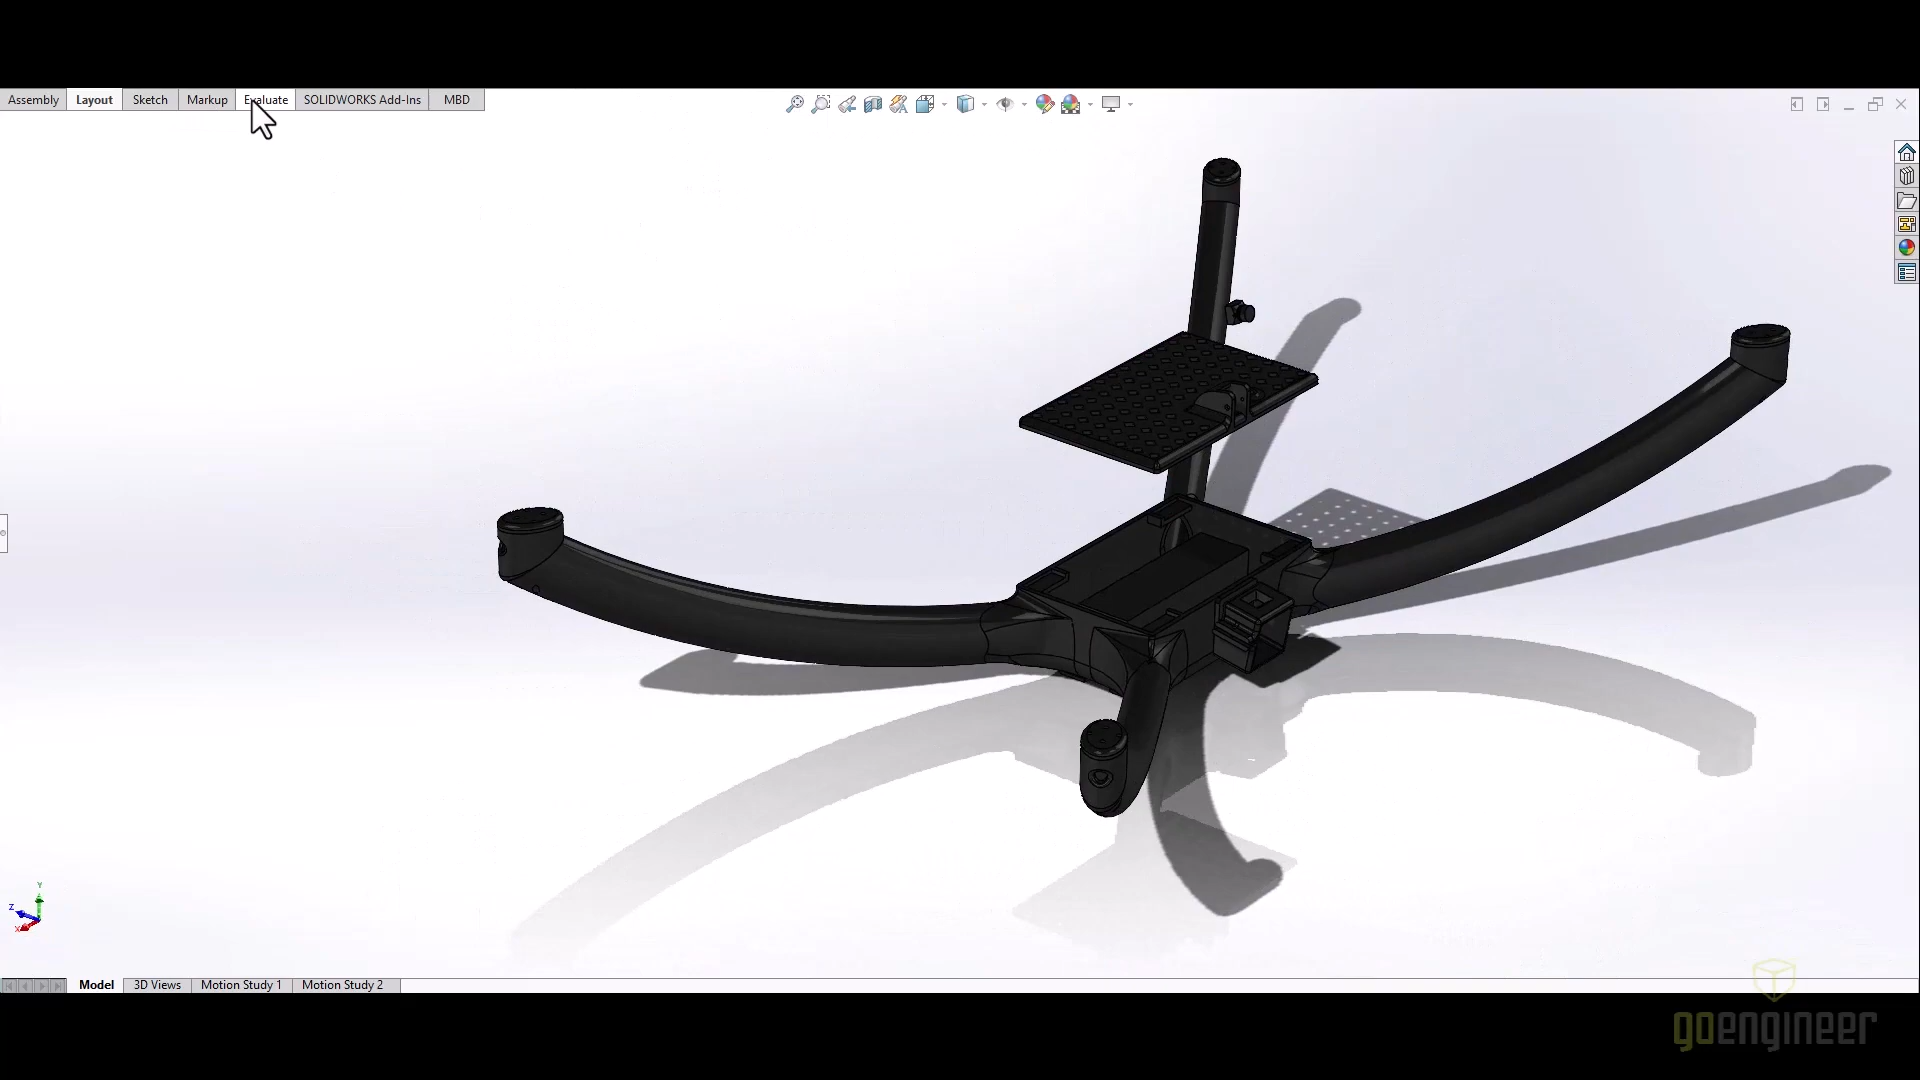 Assembly Layout Sketch Markup Evaluate SOLIDWORKS Add-Ins MBD
Y
Z
X
Model 3D Views Motion Study 1 Motion Study 2
goengineer